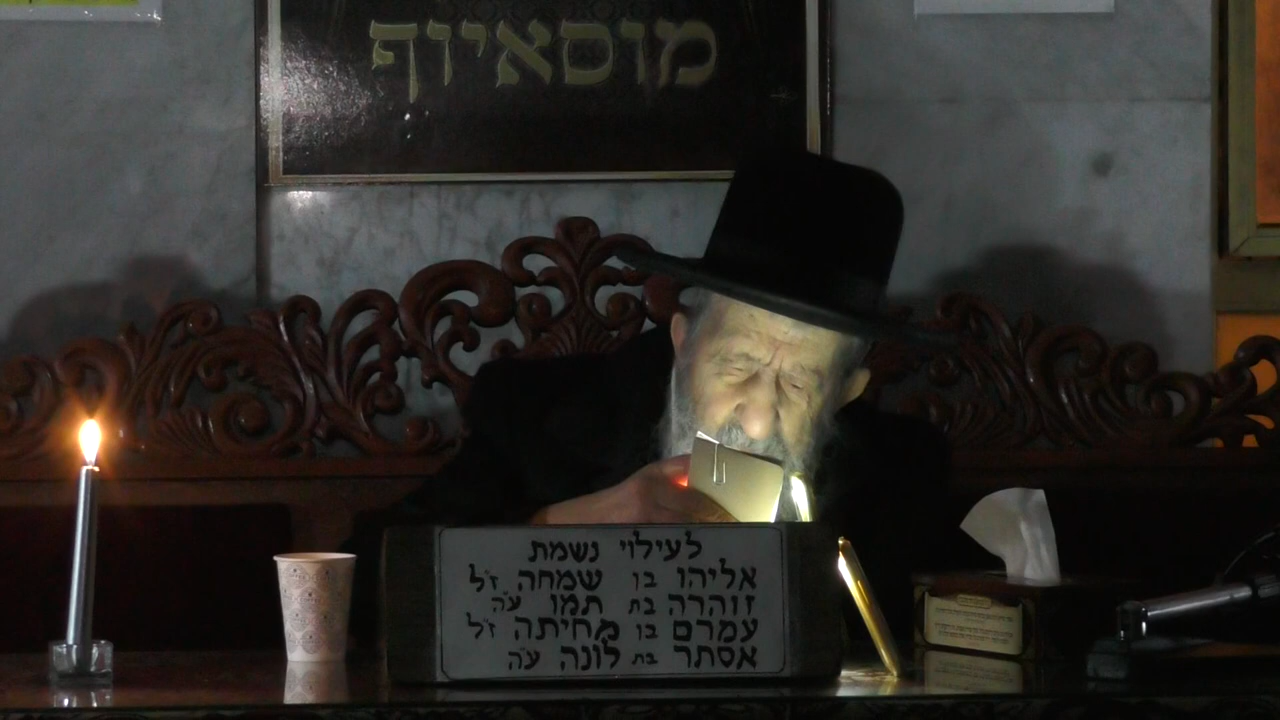 מוסאיוף
לעילוי נשמת
אליהו בן שמחה ז״ל
זוהרה בת תמו ע״ה
עמרם בן מחיתה ז״ל
אסתר בת לונה ע״ה